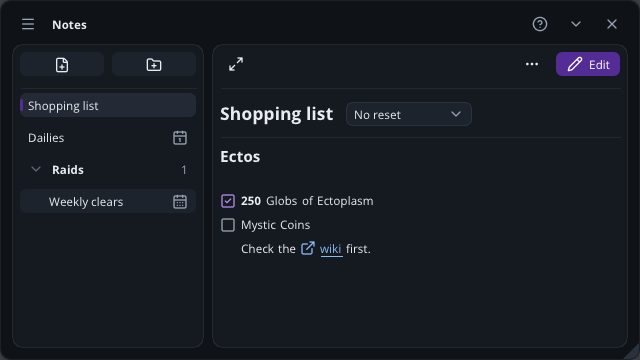 Notes
Edit
Shopping list
Dailies
Raids 1
Weekly clears
Shopping list No reset
Ectos
250 Globs of Ectoplasm
Mystic Coins
Check the wiki first.